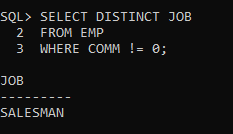 SQL> SELECT DISTINCT JOB
2 FROM EMP
3 WHERE COMM != 0;
JOB
---------
SALESMAN